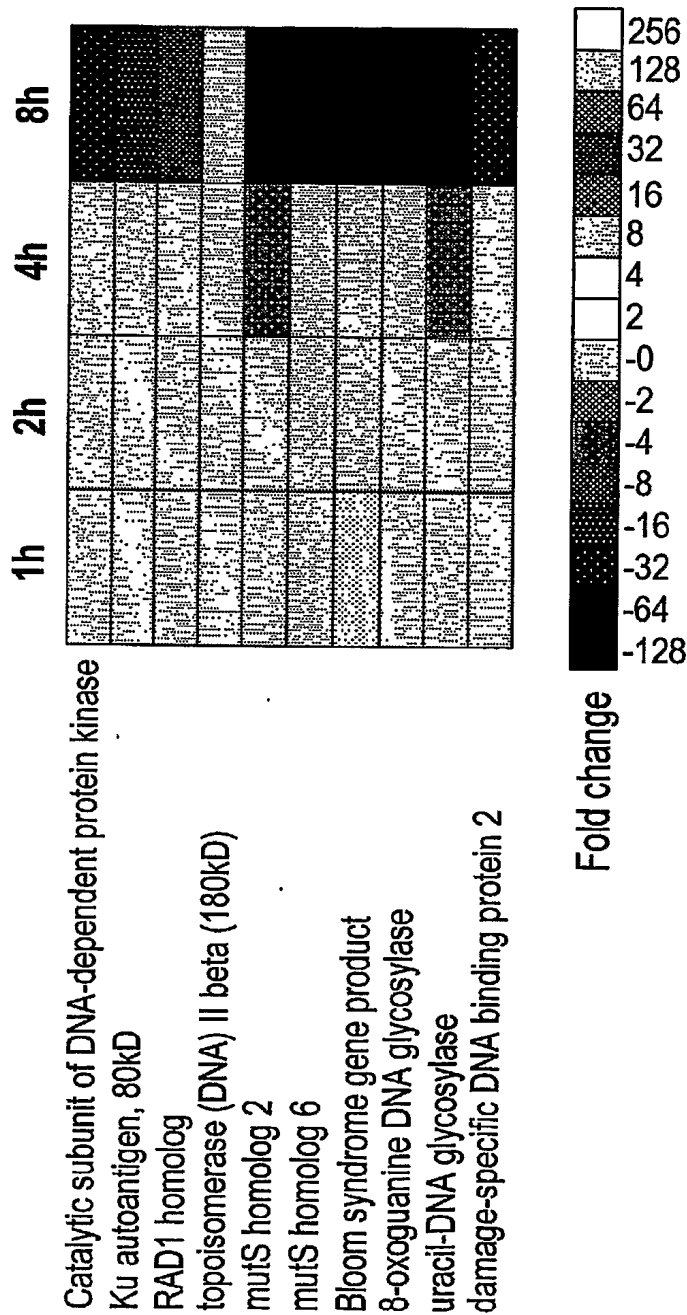 1h 2h 4h 8h
Catalytic subunit of DNA-dependent protein kinase
Ku autoantigen, 80kD
RAD1 homolog
topoisomerase (DNA) II beta (180kD)
mutS homolog 2
mutS homolog 6
Bloom syndrome gene product
8-oxoguanine DNA glycosylase
uracil-DNA glycosylase
damage-specific DNA binding protein 2
Fold change
-128 -64 -32 -16 -8 -4 -2 -0 2 4 8 16 32 64 128 256